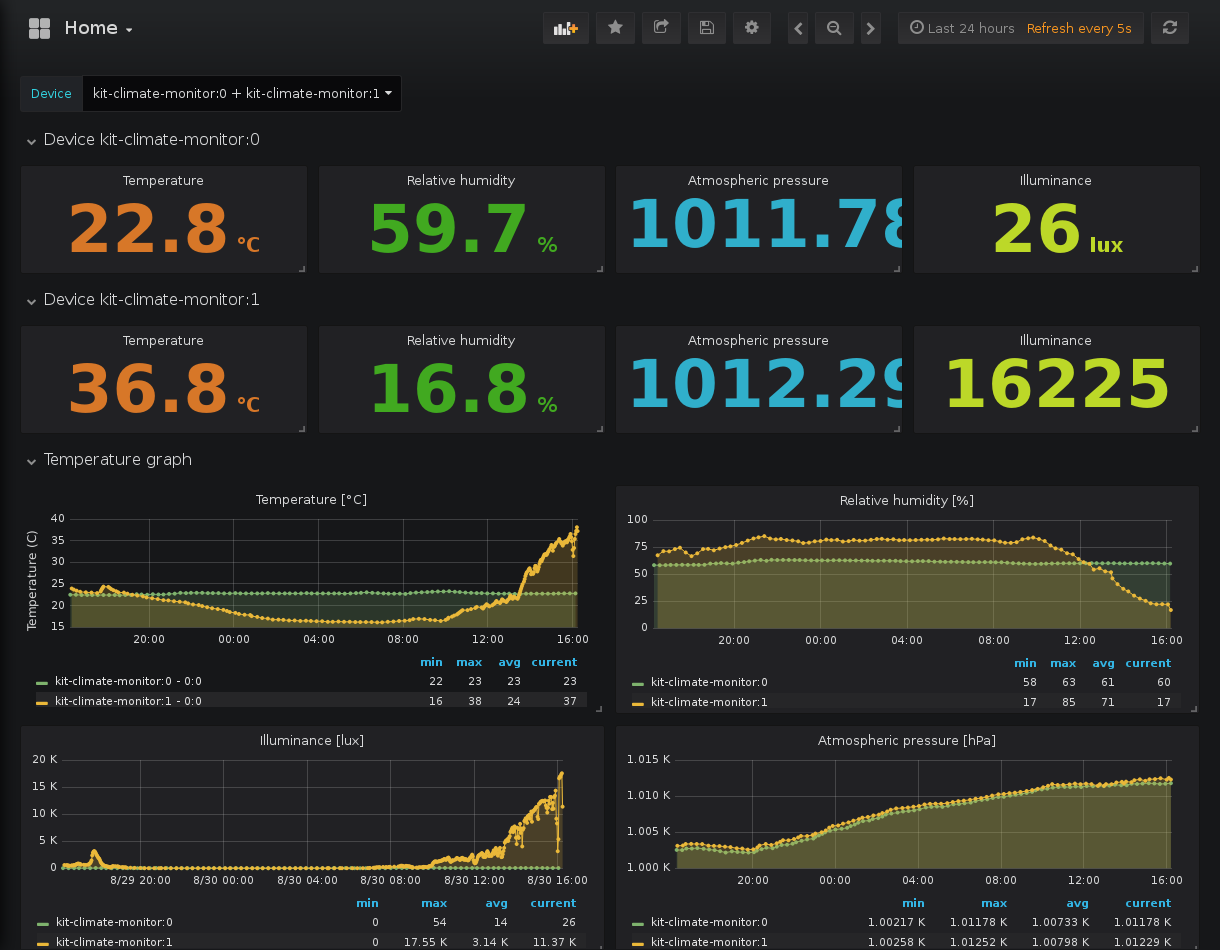 Home
Last 24 hours Refresh every 5s
Device kit-climate-monitor:0 + kit-climate-monitor:1
Device kit-climate-monitor:0
Temperature Relative humidity Atmospheric pressure Illuminance
22.8 °C 59.7 % 1011.78 26 lux
Device kit-climate-monitor:1
Temperature Relative humidity Atmospheric pressure Illuminance
36.8 °C 16.8 % 1012.29 16225
Temperature graph
Temperature [°C]
Temperature (C)
40
35
30
25
20
15
20:00 00:00 04:00 08:00 12:00 16:00
min max avg current
kit-climate-monitor:0 - 0:0 22 23 23 23
kit-climate-monitor:1 - 0:0 16 38 24 37
Relative humidity [%]
100
75
50
25
0
20:00 00:00 04:00 08:00 12:00 16:00
min max avg current
kit-climate-monitor:0 58 63 61 60
kit-climate-monitor:1 17 85 71 17
Illuminance [lux]
20 K
15 K
10 K
5 K
0
8/29 20:00 8/30 00:00 8/30 04:00 8/30 08:00 8/30 12:00 8/30 16:00
min max avg current
kit-climate-monitor:0 0 54 14 26
kit-climate-monitor:1 0 17.55 K 3.14 K 11.37 K
Atmospheric pressure [hPa]
1.015 K
1.010 K
1.005 K
1.000 K
20:00 00:00 04:00 08:00 12:00 16:00
min max avg current
kit-climate-monitor:0 1.00217 K 1.01178 K 1.00733 K 1.01178 K
kit-climate-monitor:1 1.00258 K 1.01252 K 1.00798 K 1.01229 K